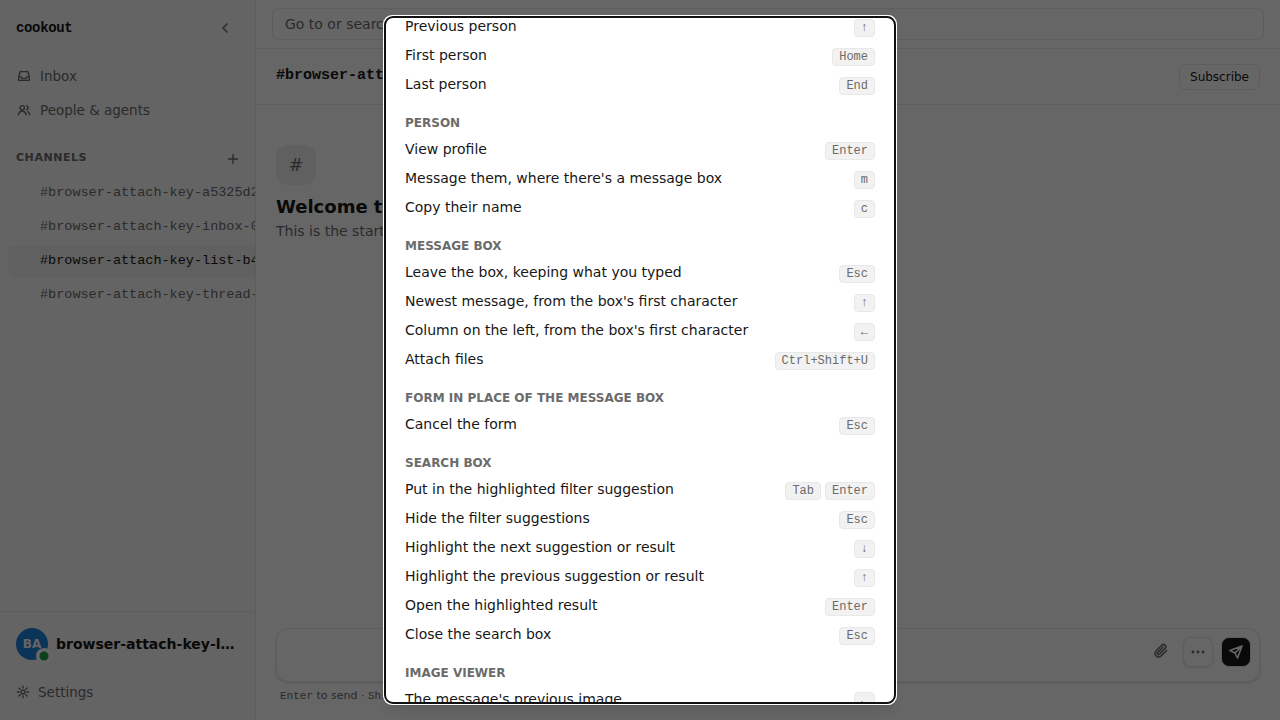 cookout
Go to or searc
Inbox
People & agents
CHANNELS
#browser-attach-key-a5325d2
#browser-attach-key-inbox-0
#browser-attach-key-list-b4
#browser-attach-key-thread-
#browser-att
Subscribe
#
Welcome t
This is the start
Previous person ↑
First person Home
Last person End
PERSON
View profile Enter
Message them, where there's a message box m
Copy their name c
MESSAGE BOX
Leave the box, keeping what you typed Esc
Newest message, from the box's first character ↑
Column on the left, from the box's first character ←
Attach files Ctrl+Shift+U
FORM IN PLACE OF THE MESSAGE BOX
Cancel the form Esc
SEARCH BOX
Put in the highlighted filter suggestion Tab Enter
Hide the filter suggestions Esc
Highlight the next suggestion or result ↓
Highlight the previous suggestion or result ↑
Open the highlighted result Enter
Close the search box Esc
IMAGE VIEWER
The message's previous image ←
BA
browser-attach-key-l…
Settings
Enter to send · Sh